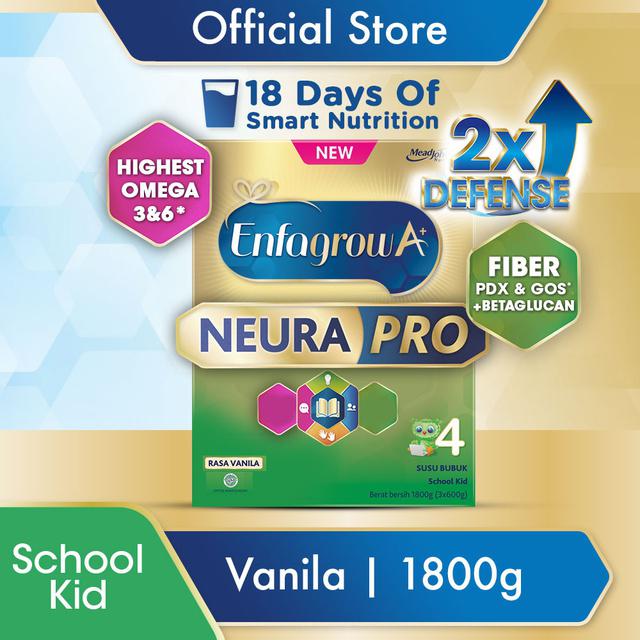 Official Store
18 Days Of
Smart Nutrition
NEW
2x
DEFENSE
HIGHEST
OMEGA
3&6*
EnfagrowA+
FIBER
PDX & GOS*
+BETAGLUCAN
NEURA PRO
4
RASA VANILA
SUSU BUBUK
School Kid
Berat bersih 1800g (3x600g)
School
Kid
Vanila | 1800g